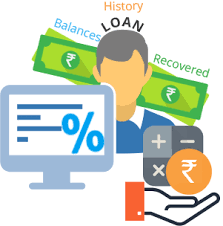 History
LOAN
Balances
Recovered
₹
₹
%
+ -
×
₹